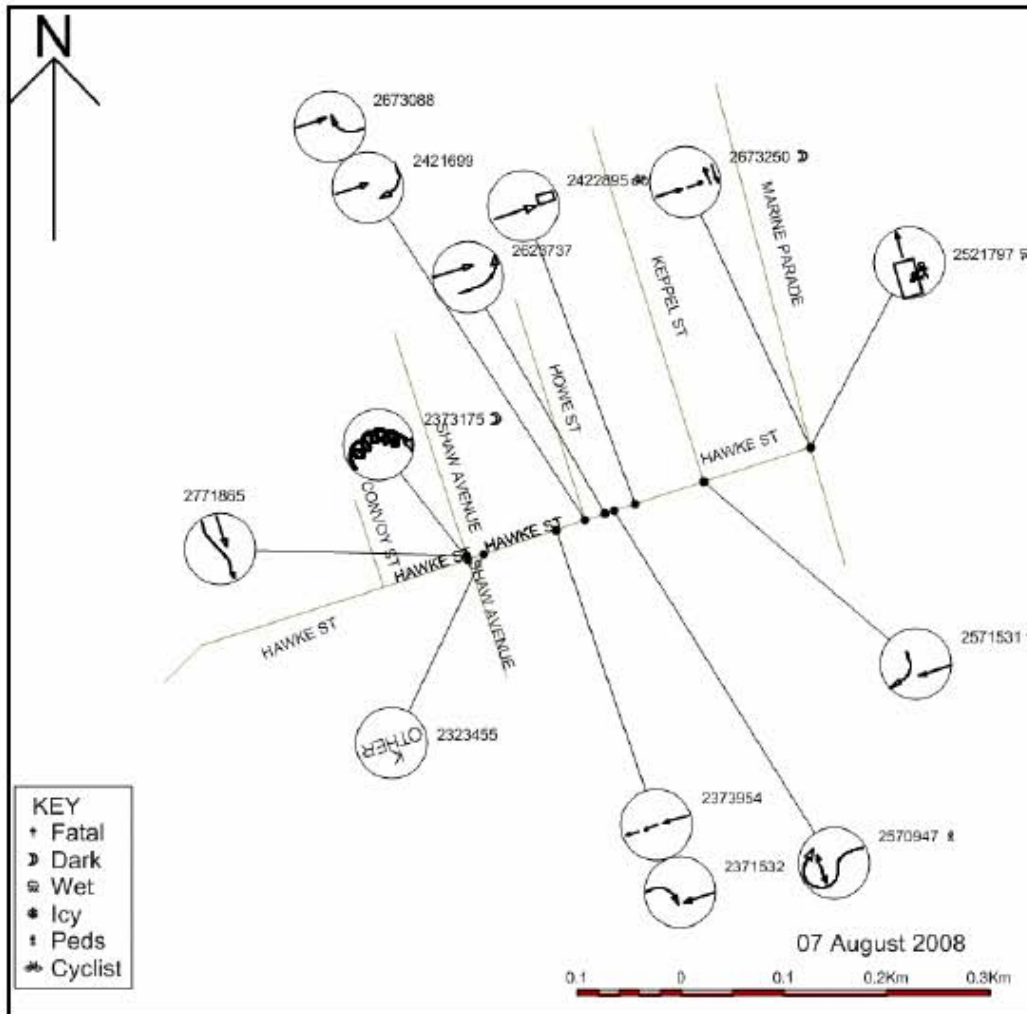 N
2673088
2421699
2422895
2673250
2623737
MARINE PARADE
2521797
KEPPEL ST
HOWE ST
2373175
SHAW AVENUE
HAWKE ST
2771865
CONVOY ST
HAWKE ST
HAWKE ST
SHAW AVENUE
HAWKE ST
2571531
OTHER
2323455
2373954
2371532
2570947
KEY
Fatal
Dark
Wet
Icy
Peds
Cyclist
07 August 2008
0.1 0 0.1 0.2Km 0.3Km